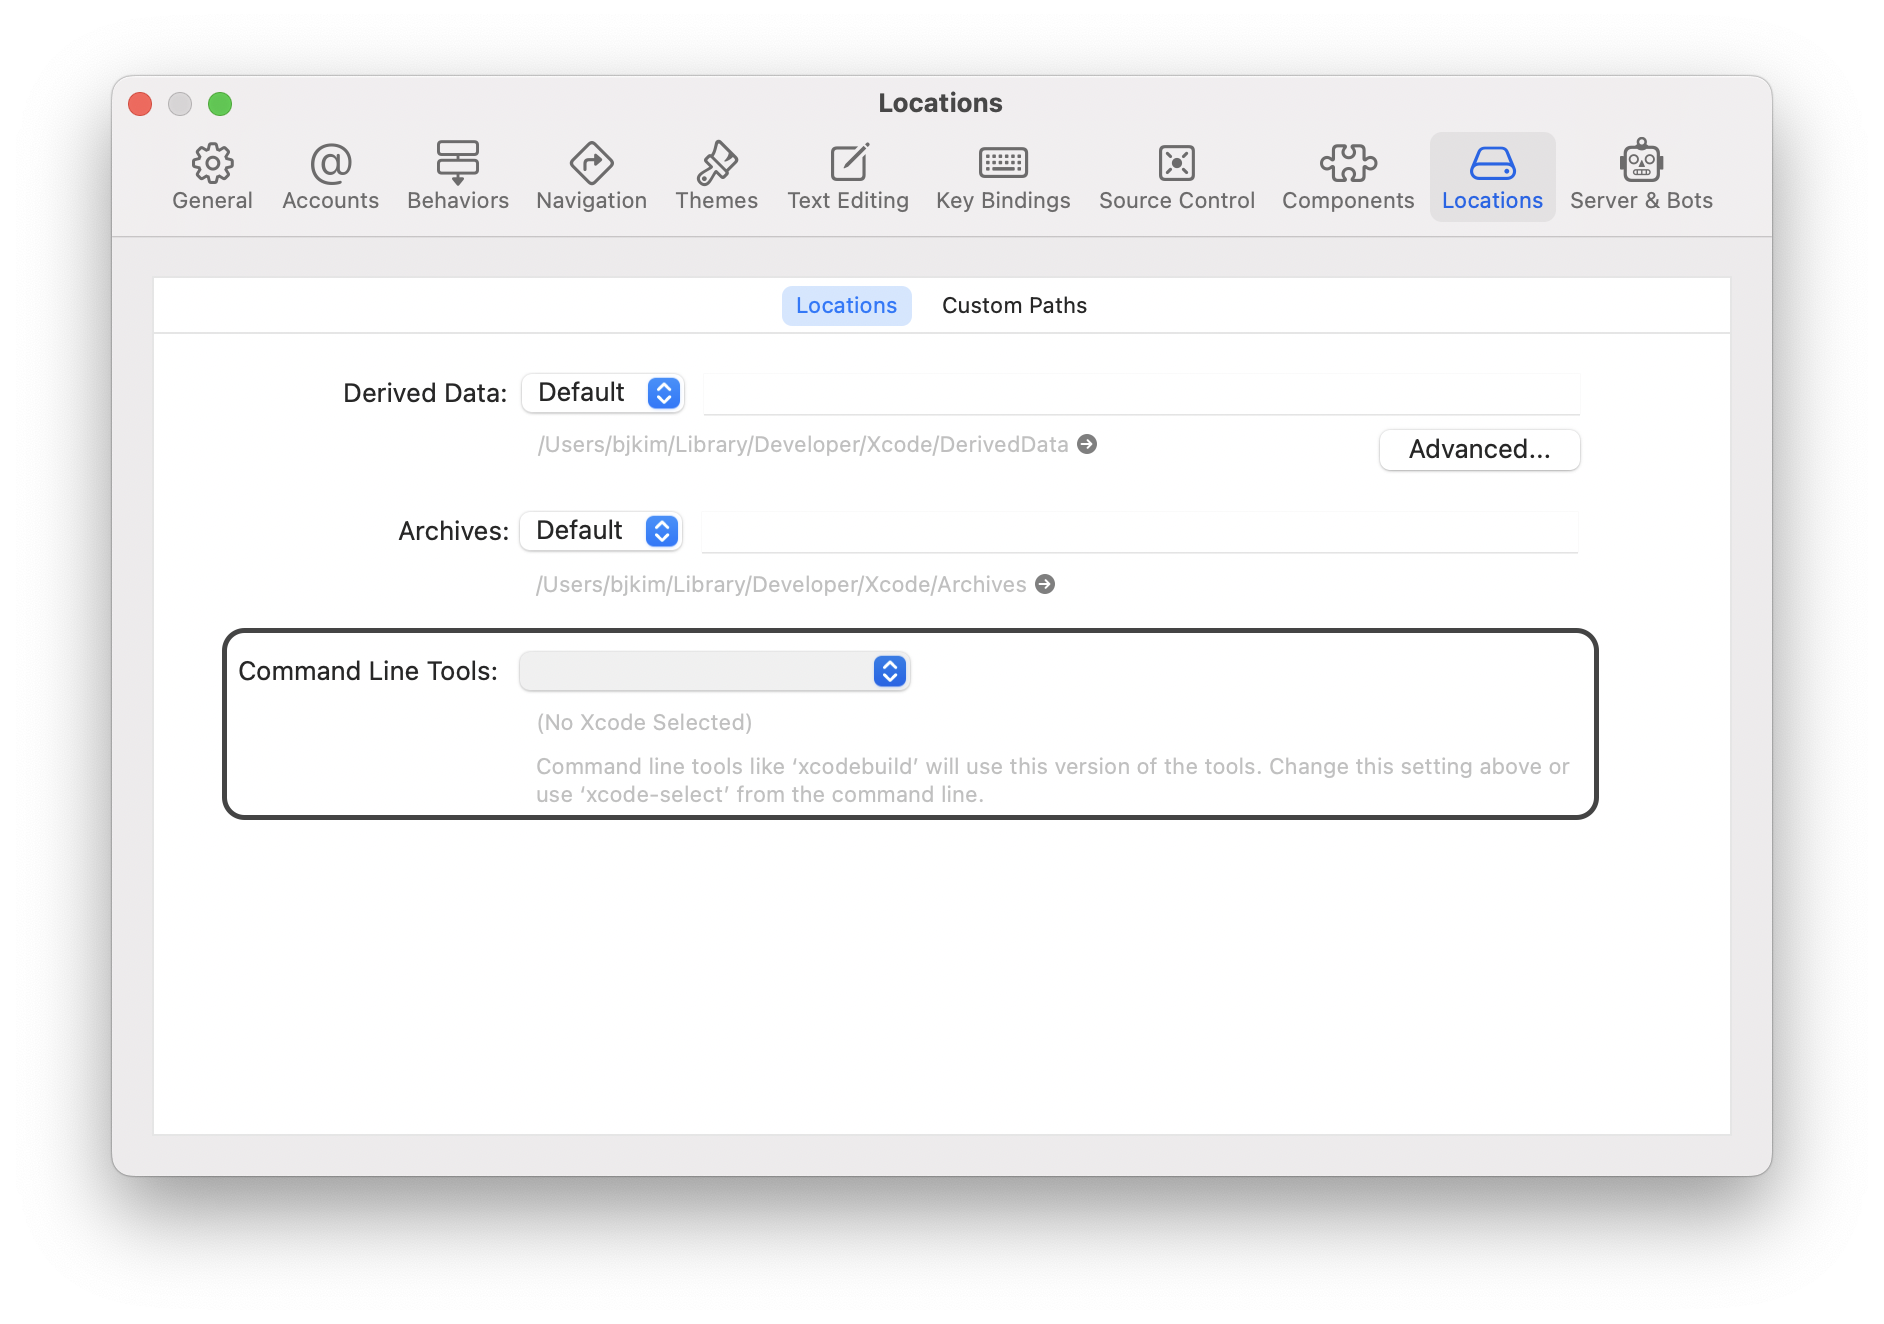 Locations
General Accounts Behaviors Navigation Themes Text Editing Key Bindings Source Control Components Locations Server & Bots
Locations Custom Paths
Derived Data: Default
/Users/bjkim/Library/Developer/Xcode/DerivedData
Advanced...
Archives: Default
/Users/bjkim/Library/Developer/Xcode/Archives
Command Line Tools:
(No Xcode Selected)
Command line tools like ‘xcodebuild’ will use this version of the tools. Change this setting above or
use ‘xcode-select’ from the command line.